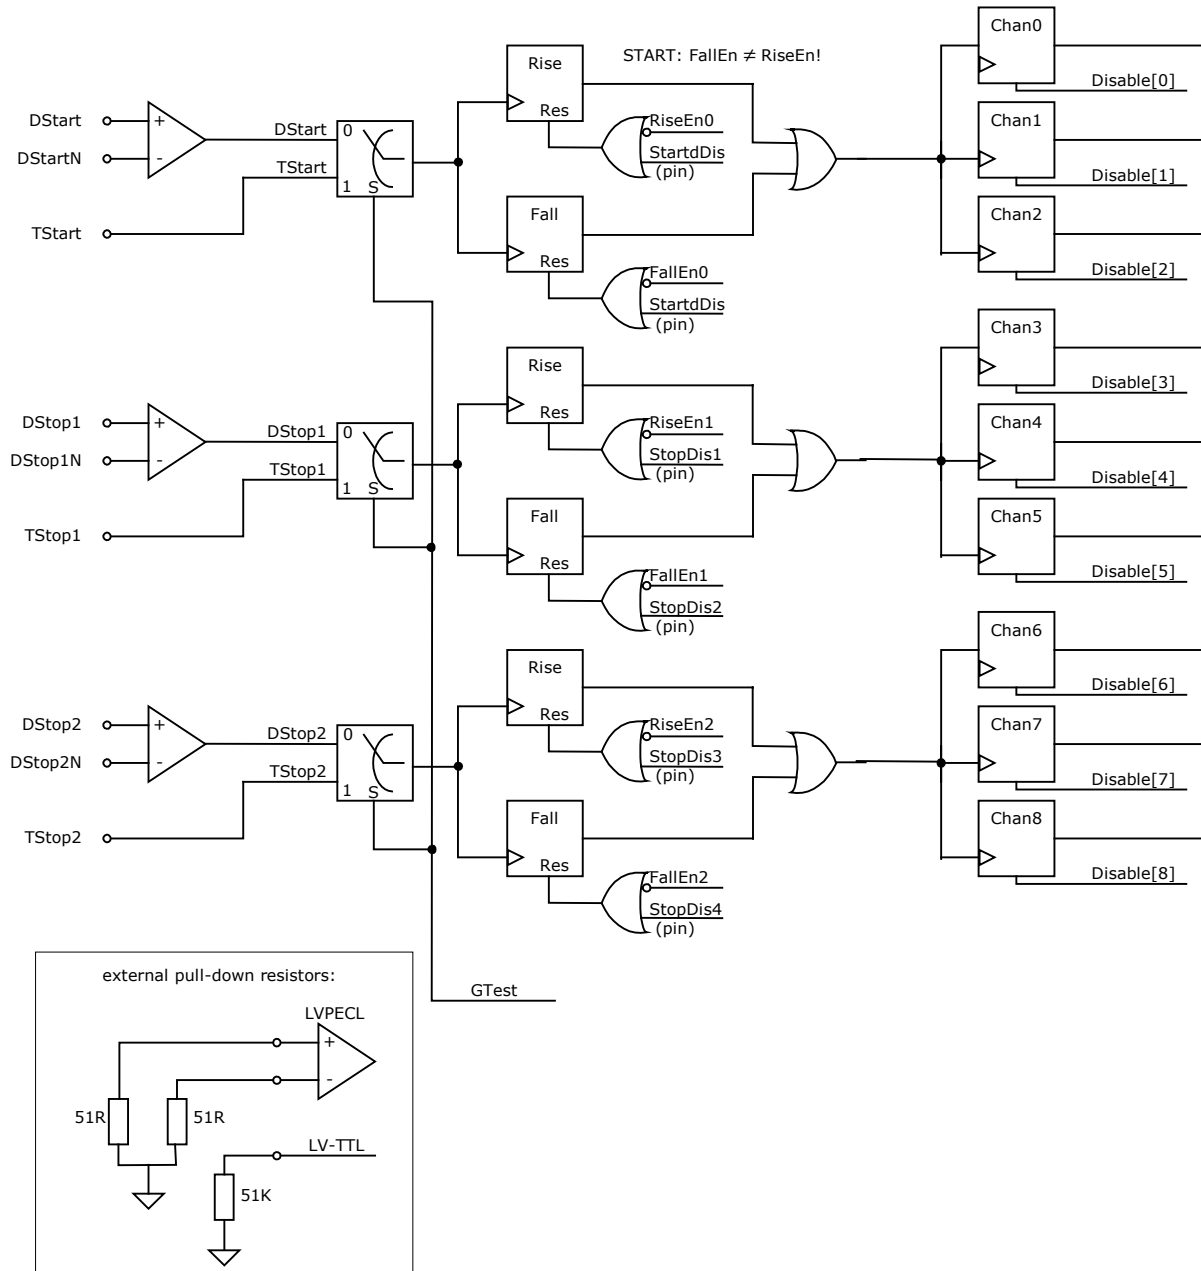 START: FallEn ≠ RiseEn!
DStart
+
DStartN
-
TStart
DStart
0
TStart
1
S
Rise
Res
RiseEn0
StartdDis
(pin)
Fall
Res
FallEn0
StartdDis
(pin)
Chan0
Disable[0]
Chan1
Disable[1]
Chan2
Disable[2]
DStop1
+
DStop1N
-
TStop1
DStop1
0
TStop1
1
S
Rise
Res
RiseEn1
StopDis1
(pin)
Fall
Res
FallEn1
StopDis2
(pin)
Chan3
Disable[3]
Chan4
Disable[4]
Chan5
Disable[5]
DStop2
+
DStop2N
-
TStop2
DStop2
0
TStop2
1
S
Rise
Res
RiseEn2
StopDis3
(pin)
Fall
Res
FallEn2
StopDis4
(pin)
Chan6
Disable[6]
Chan7
Disable[7]
Chan8
Disable[8]
GTest
external pull-down resistors:
LVPECL
+
-
51R
51R
LV-TTL
51K